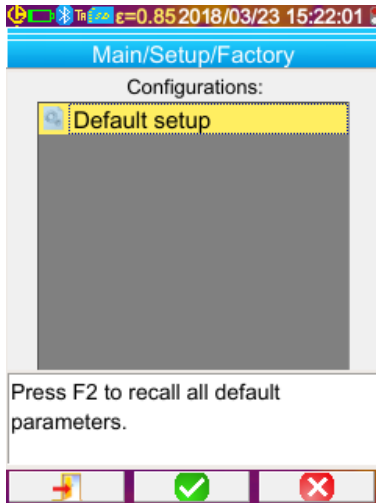 ε=0.85 2018/03/23 15:22:01
Main/Setup/Factory
Configurations:
Default setup
Press F2 to recall all default
parameters.